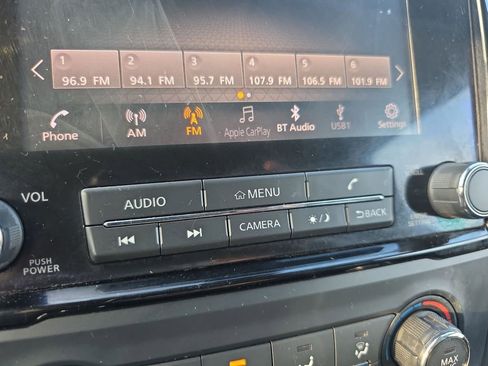 1 2 3 4 5 6
96.9 FM 94.1 FM 95.7 FM 107.9 FM 106.5 FM 101.9 FM
Phone AM FM Apple CarPlay BT Audio USB1 Settings
VOL
AUDIO MENU
CAMERA BACK
PUSH
POWER
MAX